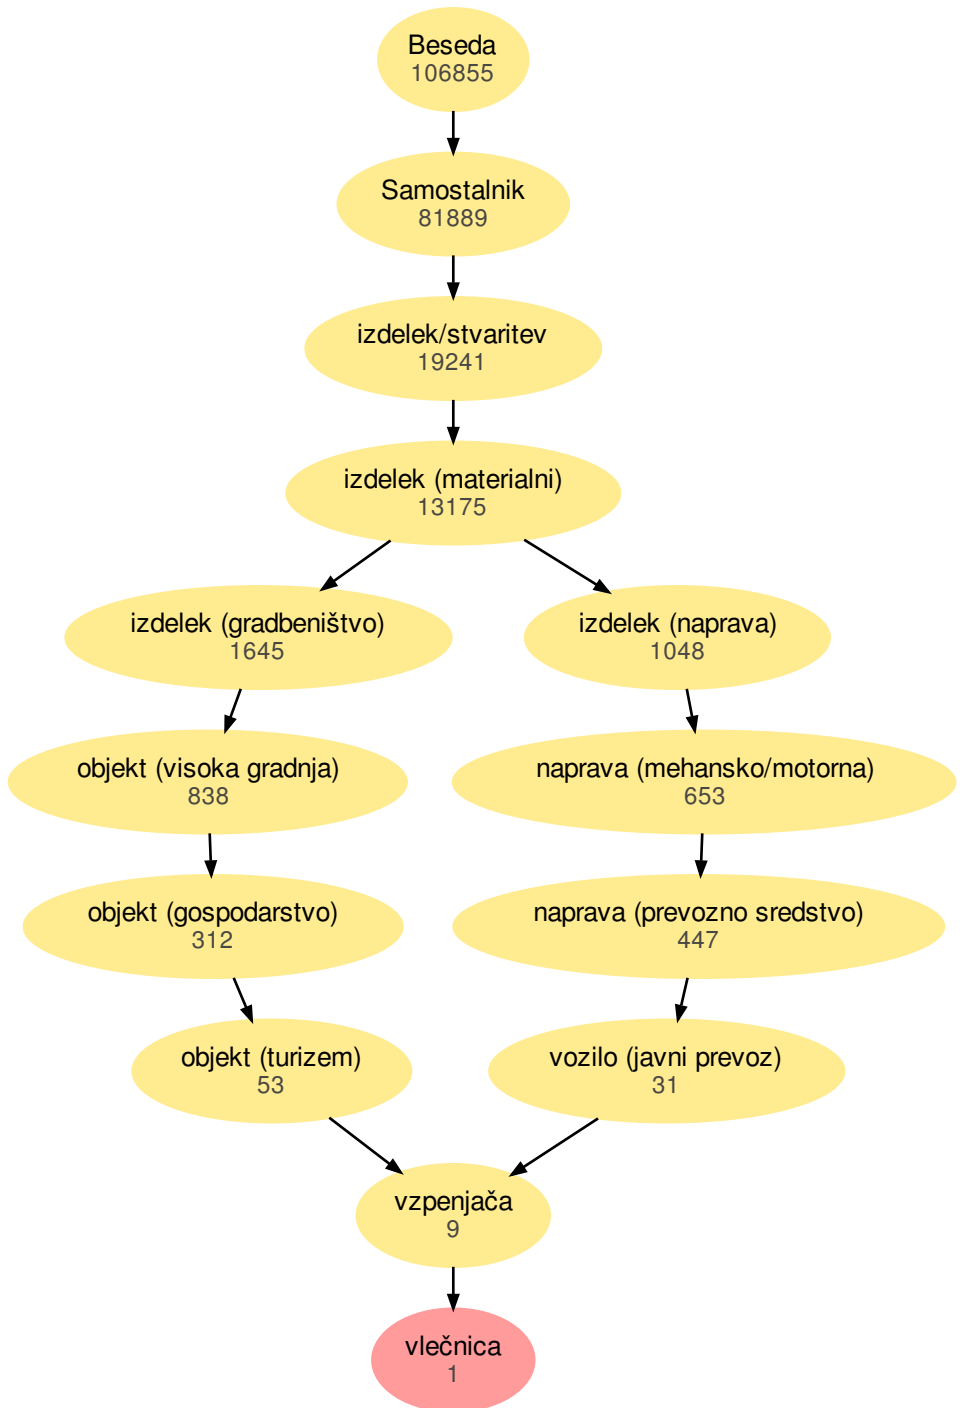 Beseda
106855
Samostalnik
81889
izdelek/stvaritev
19241
izdelek (materialni)
13175
izdelek (gradbeništvo)
1645
izdelek (naprava)
1048
objekt (visoka gradnja)
838
naprava (mehansko/motorna)
653
objekt (gospodarstvo)
312
naprava (prevozno sredstvo)
447
objekt (turizem)
53
vozilo (javni prevoz)
31
vzpenjača
9
vlečnica
1